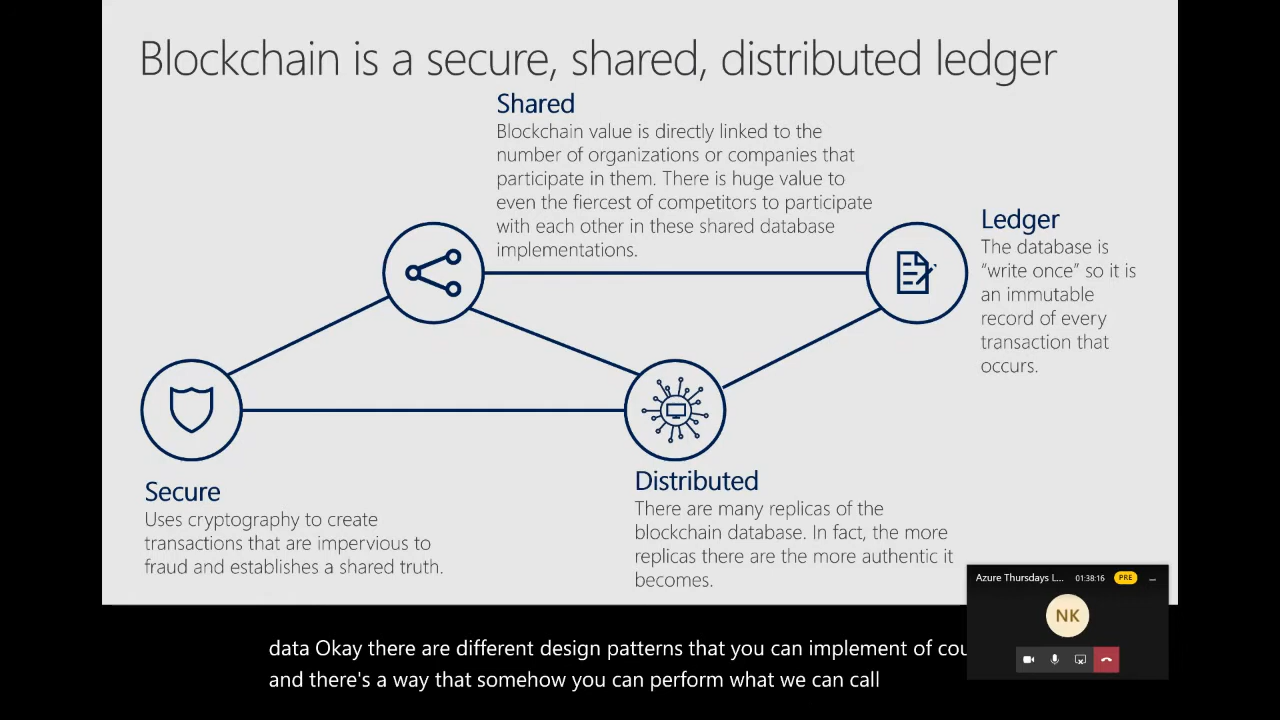 Blockchain is a secure, shared, distributed ledger
Shared
Blockchain value is directly linked to the
number of organizations or companies that
participate in them. There is huge value to
even the fiercest of competitors to participate
with each other in these shared database
implementations.
Ledger
The database is
“write once” so it is
an immutable
record of every
transaction that
occurs.
Secure
Uses cryptography to create
transactions that are impervious to
fraud and establishes a shared truth.
Distributed
There are many replicas of the
blockchain database. In fact, the more
replicas there are the more authentic it
becomes.
Azure Thursdays L... 01:38:16 PRE
NK
data Okay there are different design patterns that you can implement of cou
and there's a way that somehow you can perform what we can call